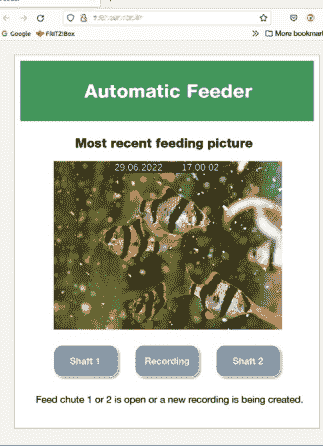 Google FRITZ!Box >> More bookmar
Automatic Feeder
Most recent feeding picture
29.06.2022 17:00:02
Shaft 1 Recording Shaft 2
Feed chute 1 or 2 is open or a new recording is being created.